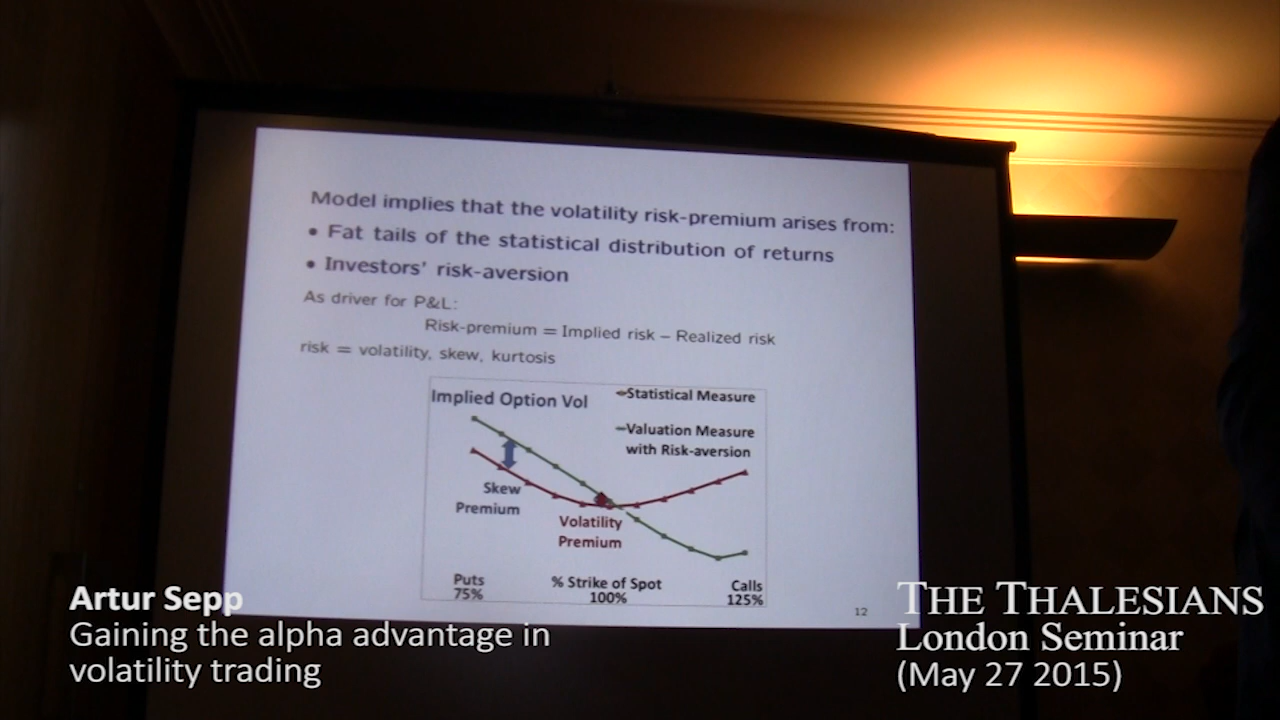 Model implies that the volatility risk-premium arises from:
• Fat tails of the statistical distribution of returns
• Investors' risk-aversion
As driver for P&L:
Risk-premium = Implied risk − Realized risk
risk = volatility, skew, kurtosis
Implied Option Vol
Statistical Measure
Valuation Measure
with Risk-aversion
Skew
Premium
Volatility
Premium
Puts
75%
% Strike of Spot
100%
Calls
125%
12
Artur Sepp
Gaining the alpha advantage in
volatility trading
THE THALESIANS
London Seminar
(May 27 2015)